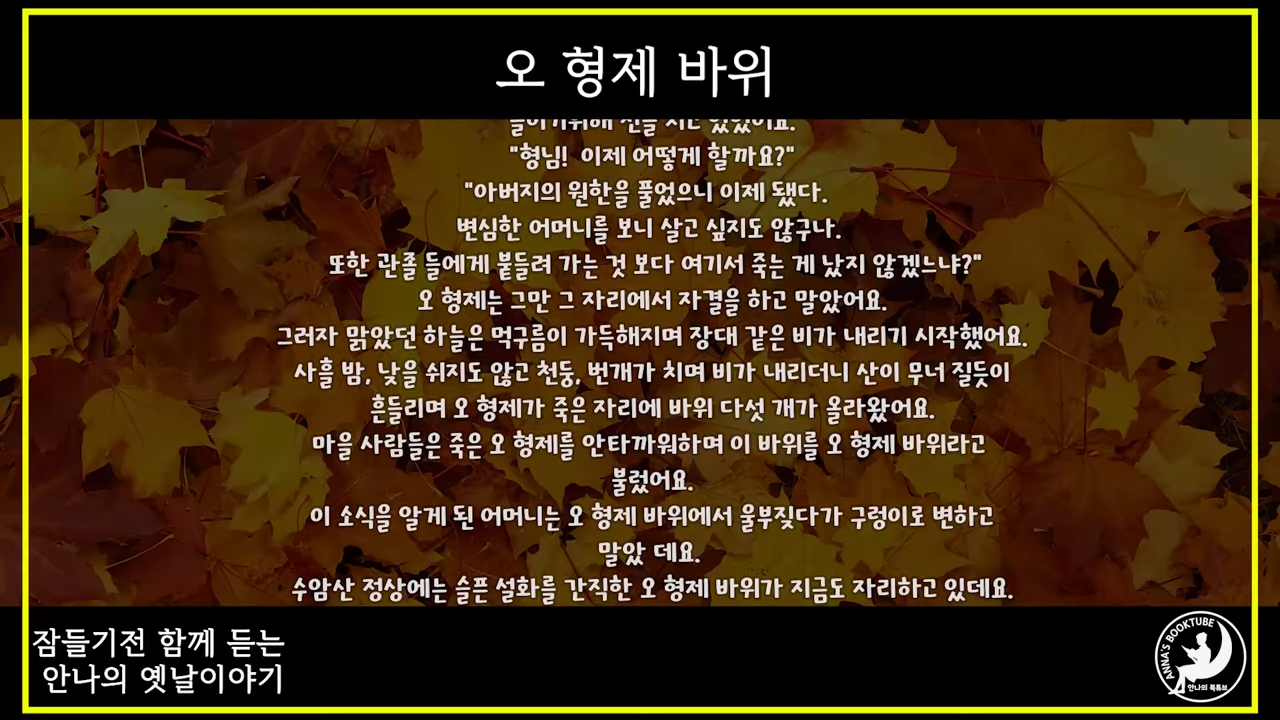 오 형제 바위
"형님! 이제 어떻게 할까요?"
"아버지의 원한을 풀었으니 이제 됐다.
변심한 어머니를 보니 살고 싶지도 않구나.
또한 관졸 들에게 붙들려 가는 것 보다 여기서 죽는 게 났지 않겠느냐?"
오 형제는 그만 그 자리에서 자결을 하고 말았어요.
그러자 맑았던 하늘은 먹구름이 가득해지며 장대 같은 비가 내리기 시작했어요.
사흘 밤, 낮을 쉬지도 않고 천둥, 번개가 치며 비가 내리더니 산이 무너 질듯이
흔들리며 오 형제가 죽은 자리에 바위 다섯 개가 올라왔어요.
마을 사람들은 죽은 오 형제를 안타까워하며 이 바위를 오 형제 바위라고
불렀어요.
이 소식을 알게 된 어머니는 오 형제 바위에서 울부짖다가 구렁이로 변하고
말았 데요.
수암산 정상에는 슬픈 설화를 간직한 오 형제 바위가 지금도 자리하고 있데요.
잠들기전 함께 듣는
안나의 옛날이야기
ANNA'S BOOKTUBE
안나의 북튜브